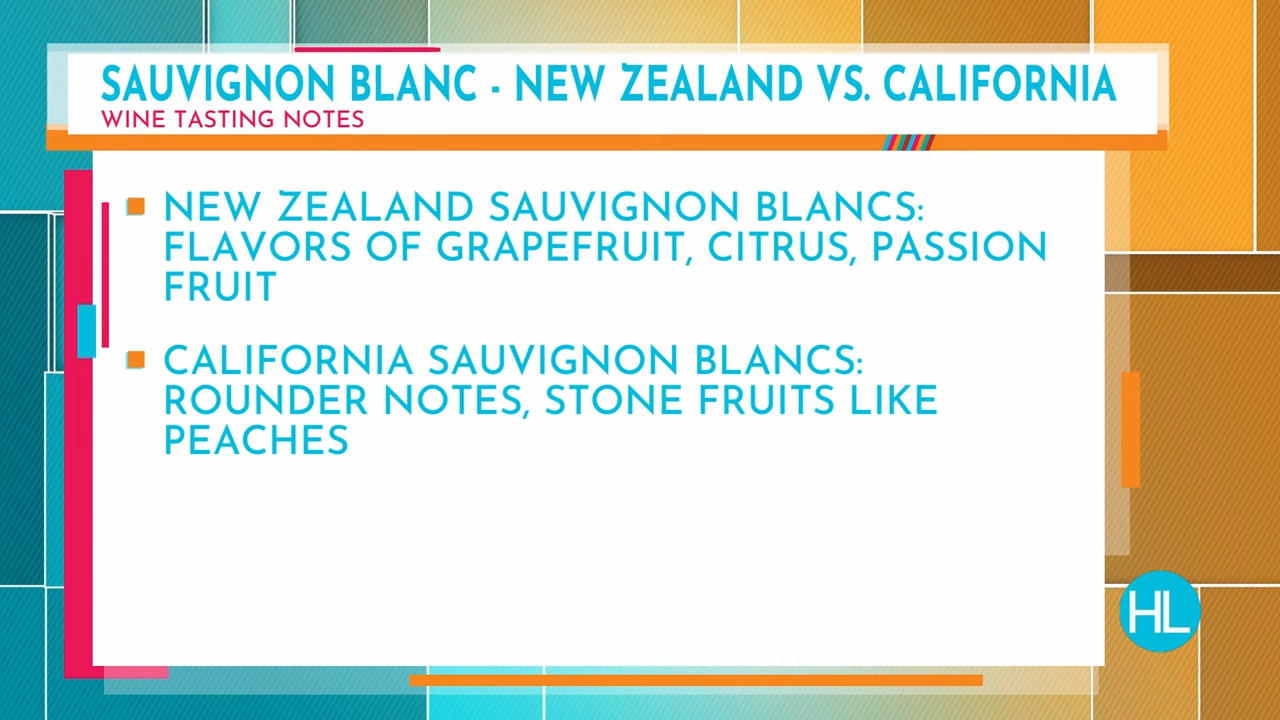 SAUVIGNON BLANC - NEW ZEALAND VS. CALIFORNIA
WINE TASTING NOTES
NEW ZEALAND SAUVIGNON BLANCS:
FLAVORS OF GRAPEFRUIT, CITRUS, PASSION
FRUIT
CALIFORNIA SAUVIGNON BLANCS:
ROUNDER NOTES, STONE FRUITS LIKE
PEACHES
HL